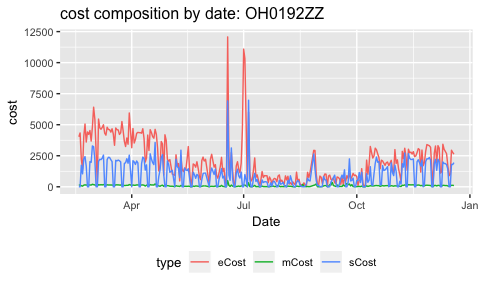 cost composition by date: OH0192ZZ
12500
10000
7500
5000
2500
0
cost
Apr Jul Oct Jan
Date
type eCost mCost sCost